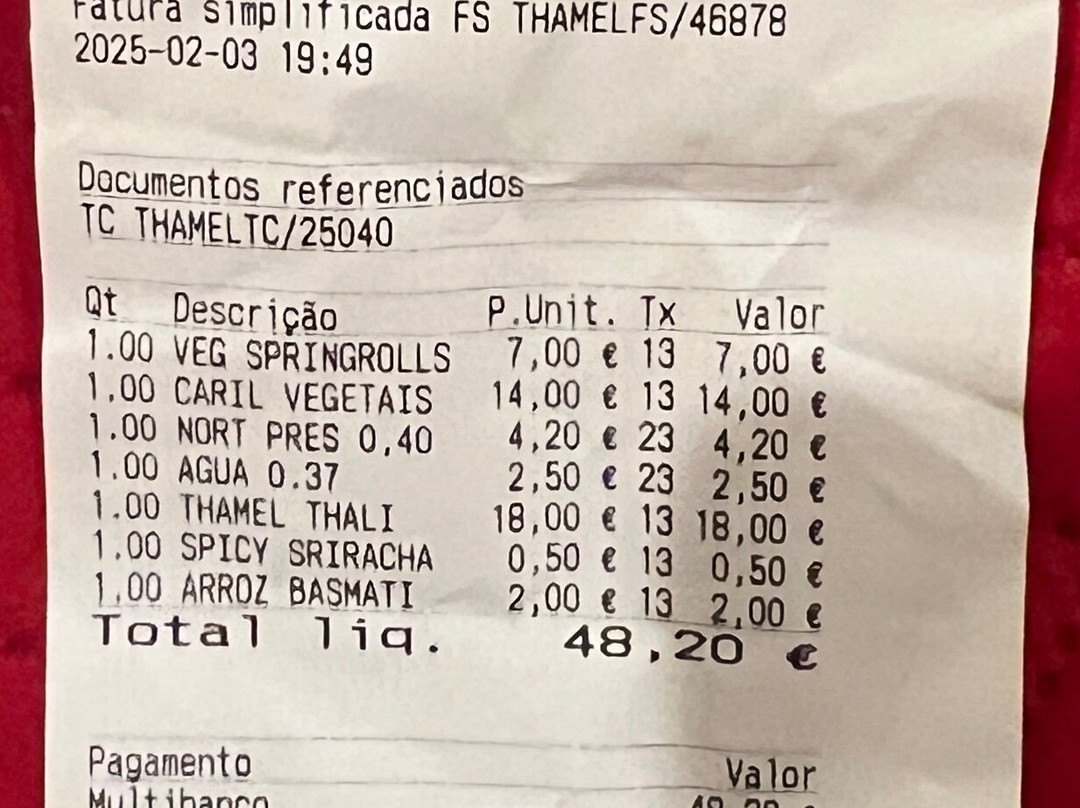 Fatura simplificada FS THAMELFS/46878
2025-02-03 19:49
Documentos referenciados
TC THAMELTC/25040
Qt Descrição P.Unit. Tx Valor
1.00 VEG SPRINGROLLS 7,00 € 13 7,00 €
1.00 CARIL VEGETAIS 14,00 € 13 14,00 €
1.00 NORT PRES 0,40 4,20 € 23 4,20 €
1.00 AGUA 0.37 2,50 € 23 2,50 €
1.00 THAMEL THALI 18,00 € 13 18,00 €
1.00 SPICY SRIRACHA 0,50 € 13 0,50 €
1.00 ARROZ BASMATI 2,00 € 13 2,00 €
Total liq. 48,20 €
Pagamento Valor
Multibanco